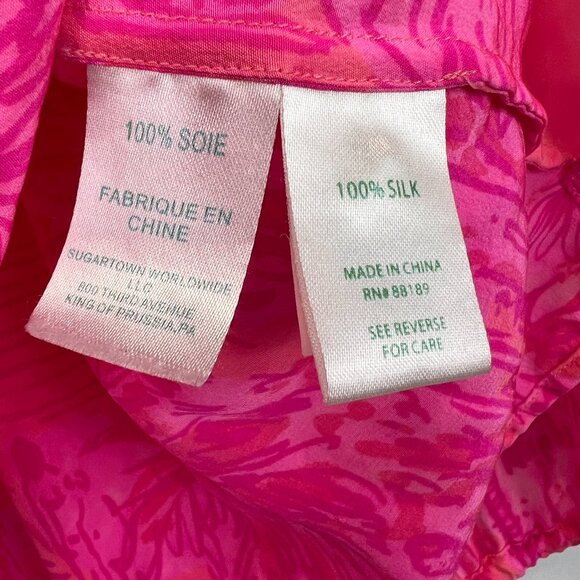 100% SOIE
FABRIQUE EN
CHINE
SUGARTOWN WORLDWIDE
LLC
800 THIRD AVENUE
KING OF PRUSSIA,PA
100% SILK
MADE IN CHINA
RN# 88189
SEE REVERSE
FOR CARE